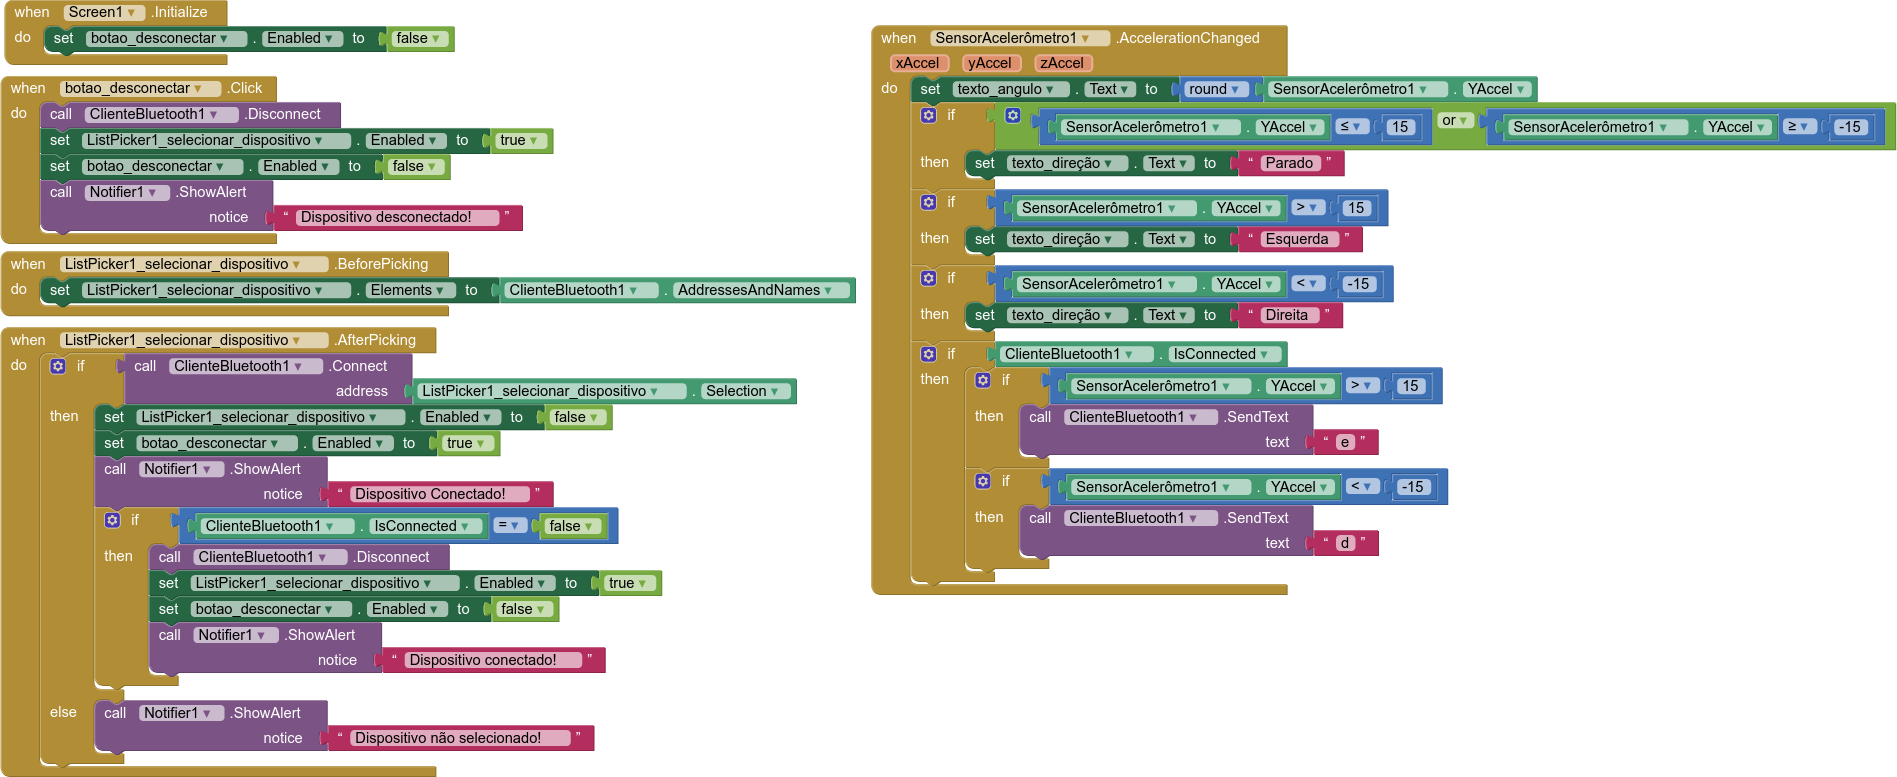 when Screen1 .Initialize
do set botao_desconectar . Enabled to false
when botao_desconectar .Click
do call ClienteBluetooth1 .Disconnect
set ListPicker1_selecionar_dispositivo . Enabled to true
set botao_desconectar . Enabled to false
call Notifier1 .ShowAlert
notice “ Dispositivo desconectado! ”
when ListPicker1_selecionar_dispositivo .BeforePicking
do set ListPicker1_selecionar_dispositivo . Elements to ClienteBluetooth1 . AddressesAndNames
when ListPicker1_selecionar_dispositivo .AfterPicking
do if call ClienteBluetooth1 .Connect
address ListPicker1_selecionar_dispositivo . Selection
then set ListPicker1_selecionar_dispositivo . Enabled to false
set botao_desconectar . Enabled to true
call Notifier1 .ShowAlert
notice “ Dispositivo Conectado! ”
if ClienteBluetooth1 . IsConnected = false
then call ClienteBluetooth1 .Disconnect
set ListPicker1_selecionar_dispositivo . Enabled to true
set botao_desconectar . Enabled to false
call Notifier1 .ShowAlert
notice “ Dispositivo conectado! ”
else call Notifier1 .ShowAlert
notice “ Dispositivo não selecionado! ”
when SensorAcelerômetro1 .AccelerationChanged
xAccel yAccel zAccel
do set texto_angulo . Text to round SensorAcelerômetro1 . YAccel
if SensorAcelerômetro1 . YAccel ≤ 15 or SensorAcelerômetro1 . YAccel ≥ -15
then set texto_direção . Text to “ Parado ”
if SensorAcelerômetro1 . YAccel > 15
then set texto_direção . Text to “ Esquerda ”
if SensorAcelerômetro1 . YAccel < -15
then set texto_direção . Text to “ Direita ”
if ClienteBluetooth1 . IsConnected
then if SensorAcelerômetro1 . YAccel > 15
then call ClienteBluetooth1 .SendText
text “ e ”
if SensorAcelerômetro1 . YAccel < -15
then call ClienteBluetooth1 .SendText
text “ d ”